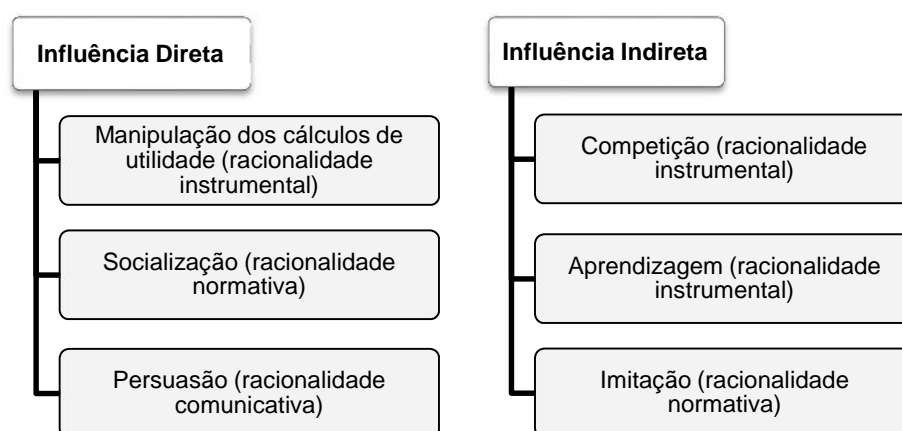 Influência Direta
Manipulação dos cálculos de
utilidade (racionalidade
instrumental)
Socialização (racionalidade
normativa)
Persuasão (racionalidade
comunicativa)
Influência Indireta
Competição (racionalidade
instrumental)
Aprendizagem (racionalidade
instrumental)
Imitação (racionalidade
normativa)